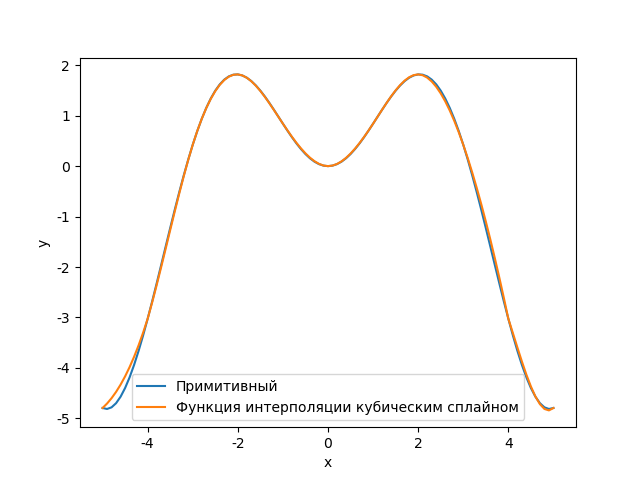 2
1
0
-1
-2
-3
-4
-5
y
Примитивный
Функция интерполяции кубическим сплайном
-4 -2 0 2 4
x